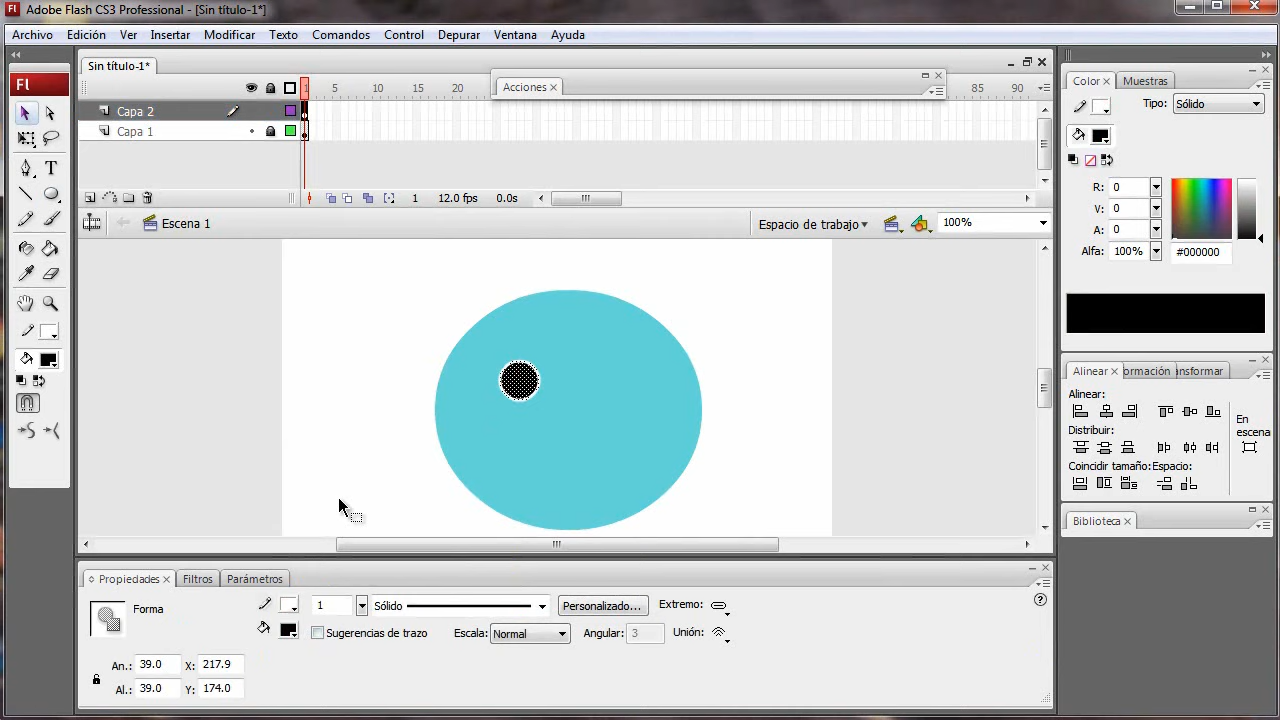 Adobe Flash CS3 Professional - [Sin título-1*]
Archivo Edición Ver Insertar Modificar Texto Comandos Control Depurar Ventana Ayuda
Fl
Sin título-1*
Acciones
1 5 10 15 20 85 90
Capa 2
Capa 1
1 12.0 fps 0.0s
Escena 1
Espacio de trabajo
100%
T
Color Muestras
Tipo: Sólido
R: 0
V: 0
A: 0
Alfa: 100% #000000
Alinear ormación nsformar
Alinear:
En escena
Distribuir:
Coincidir tamaño: Espacio:
Biblioteca
Propiedades Filtros Parámetros
Forma
1 Sólido Personalizado... Extremo:
Sugerencias de trazo Escala: Normal Angular: 3 Unión:
An.: 39.0 X: 217.9
Al.: 39.0 Y: 174.0